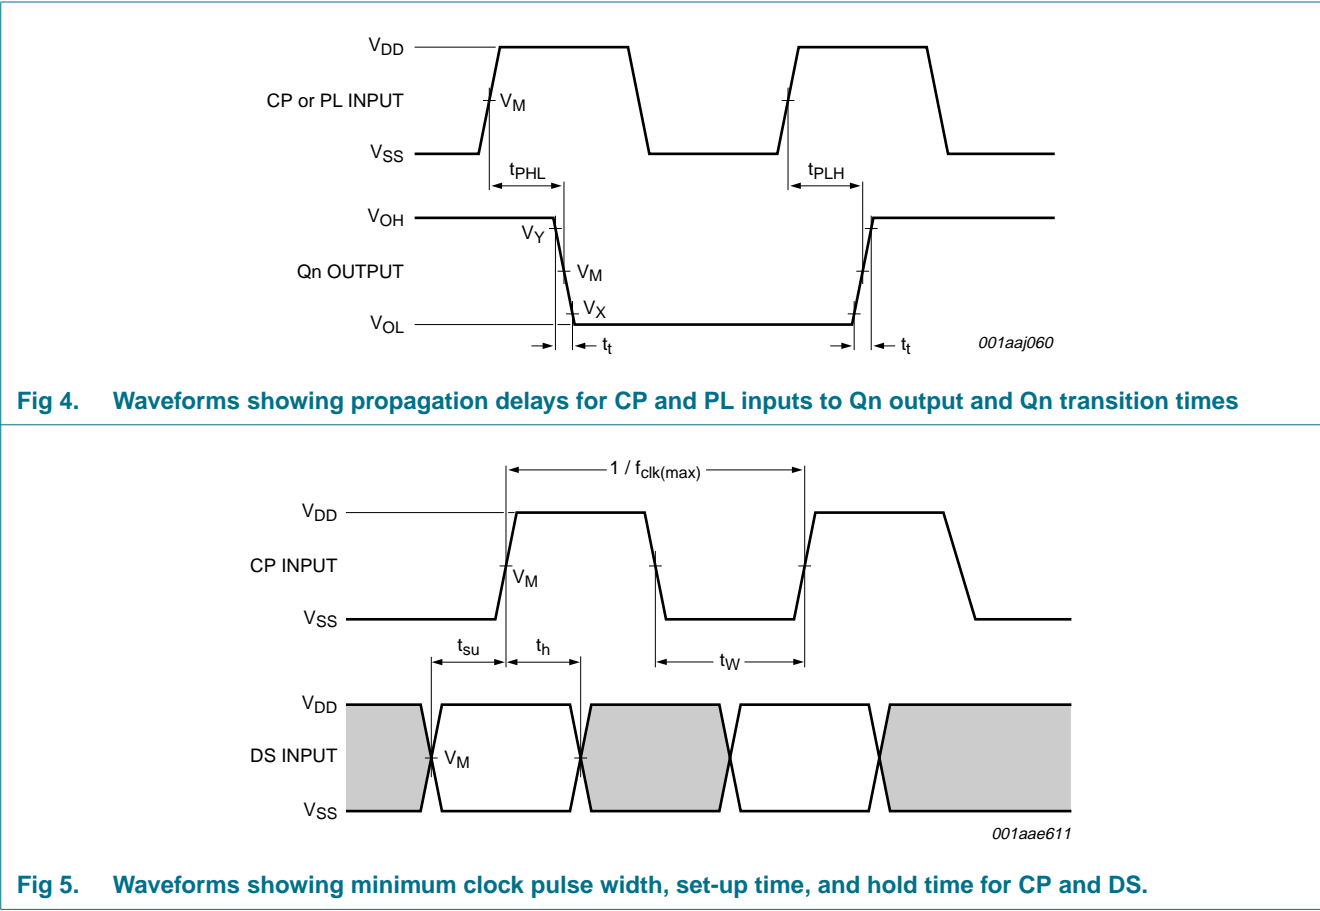 VDD
CP or PL INPUT
VM
VSS
tPHL
tPLH
VOH
VY
Qn OUTPUT
VM
VX
VOL
tt
tt
001aaj060
Fig 4. Waveforms showing propagation delays for CP and PL inputs to Qn output and Qn transition times
1 / fclk(max)
VDD
CP INPUT
VM
VSS
tsu
th
tW
VDD
DS INPUT
VM
VSS
001aae611
Fig 5. Waveforms showing minimum clock pulse width, set-up time, and hold time for CP and DS.